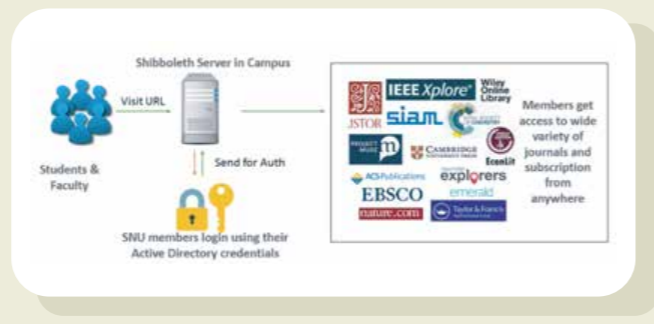 Shibboleth Server in Campus
Visit URL
Students &
Faculty
Send for Auth
SNU members login using their
Active Directory credentials
JSTOR
IEEE Xplore
Wiley
Online
Library
siam
PROJECT
MUSE
CAMBRIDGE
UNIVERSITY PRESS
EconLit
ACS Publications
explorers
EBSCO
emerald
nature.com
Taylor & Francis
Members get
access to wide
variety of
journals and
subscription
from
anywhere